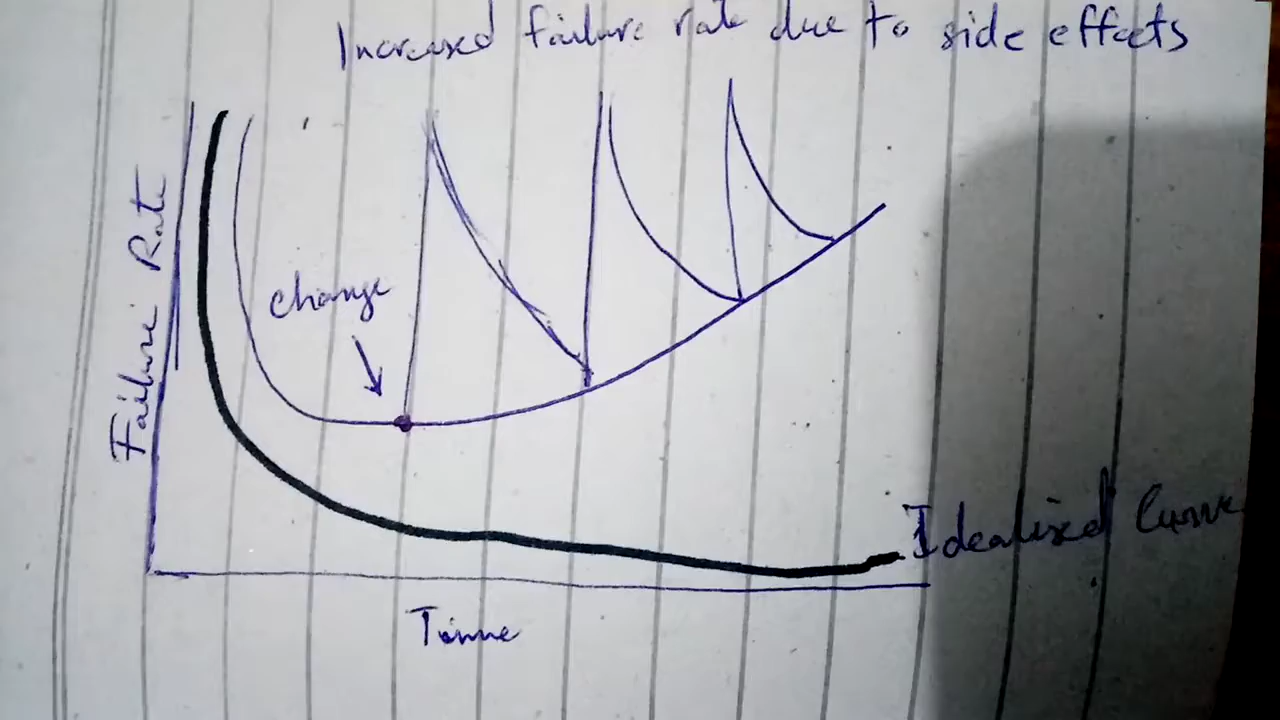 Increased failure rate due to side effects
Failure Rate
change
Idealized Curve
Time